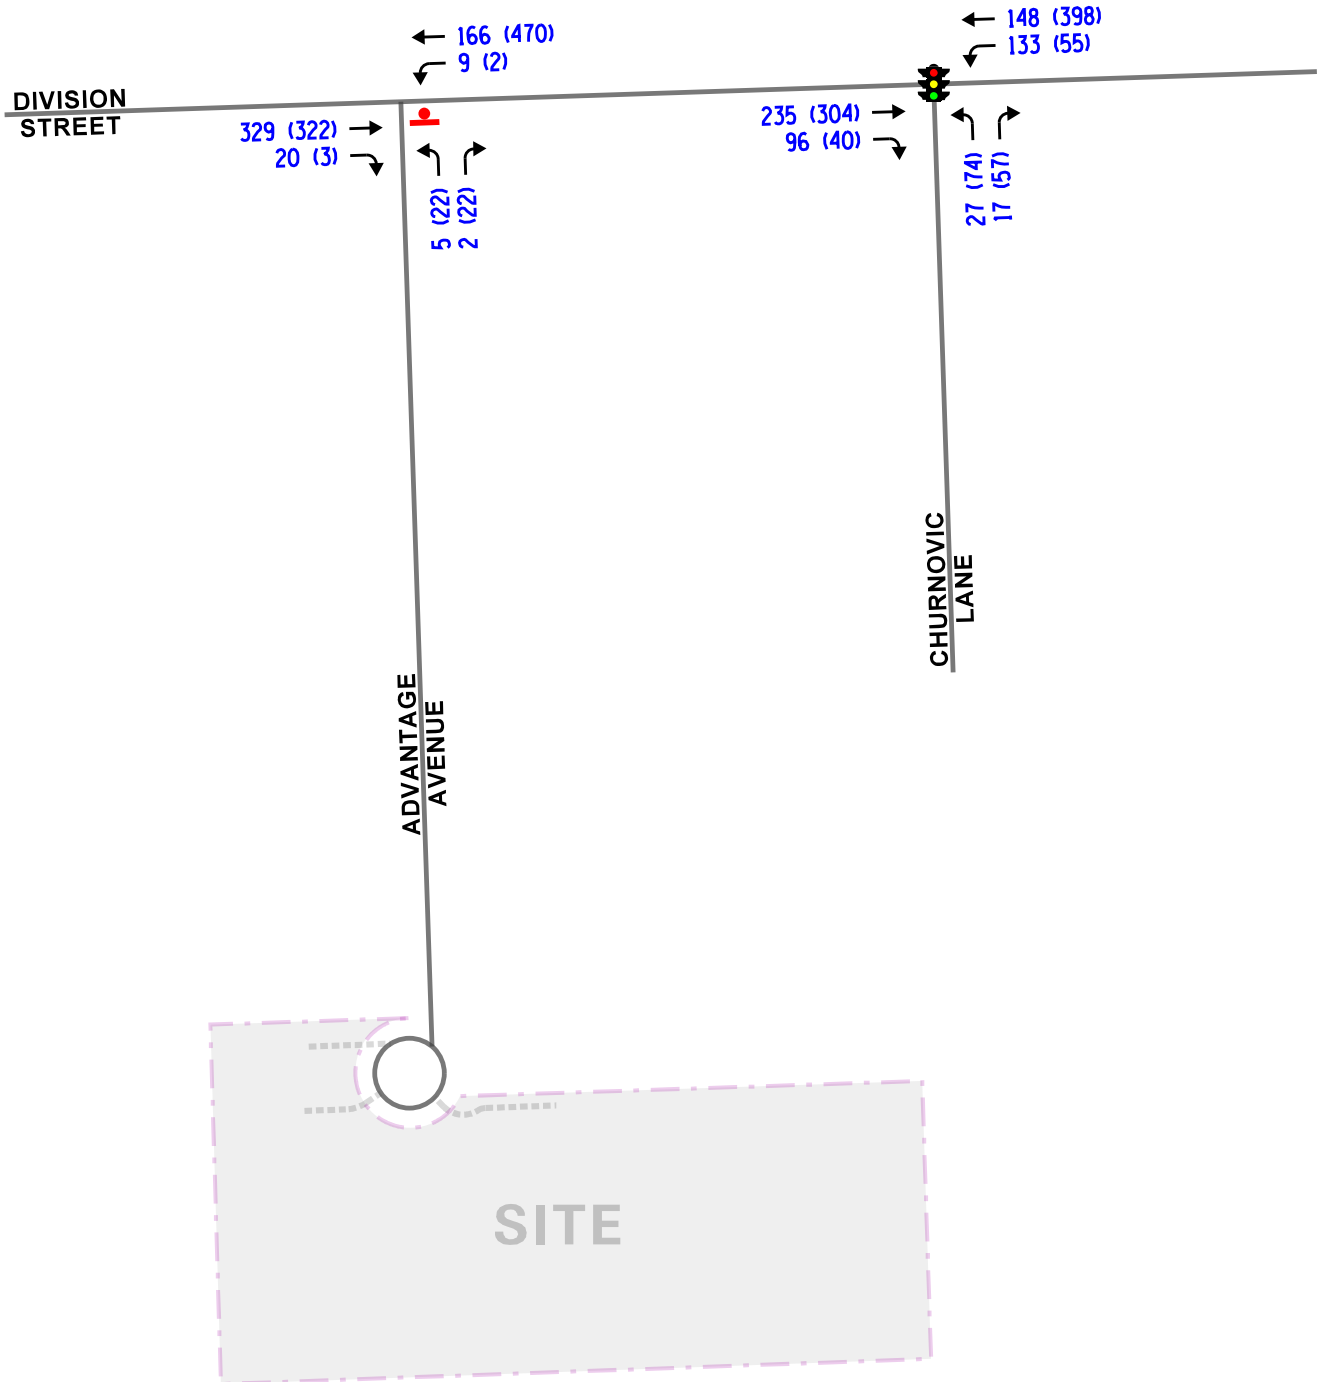 148 (398)
133 (55)
166 (470)
9 (2)
DIVISION
STREET
329 (322)
20 (3)
5 (22)
2 (22)
235 (304)
96 (40)
27 (74)
17 (57)
CHURNOVIC
LANE
ADVANTAGE
AVENUE
SITE